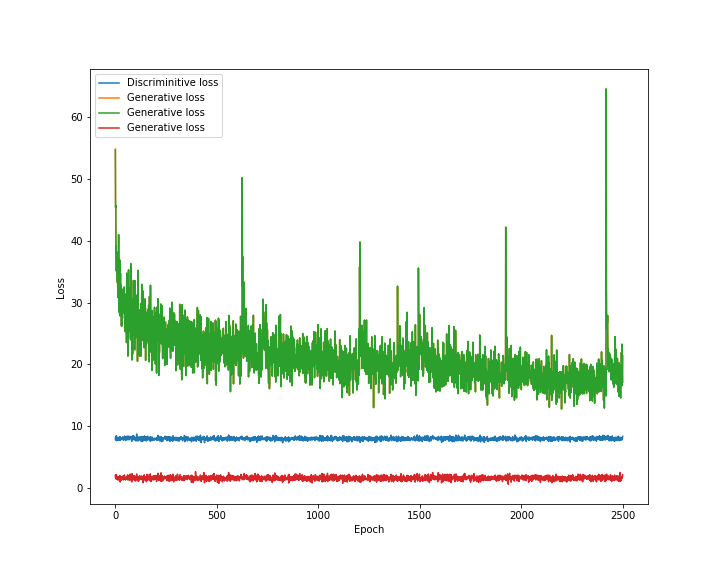 Discriminitive loss
Generative loss
Generative loss
Generative loss
60
50
40
30
20
10
0
Loss
0 500 1000 1500 2000 2500
Epoch